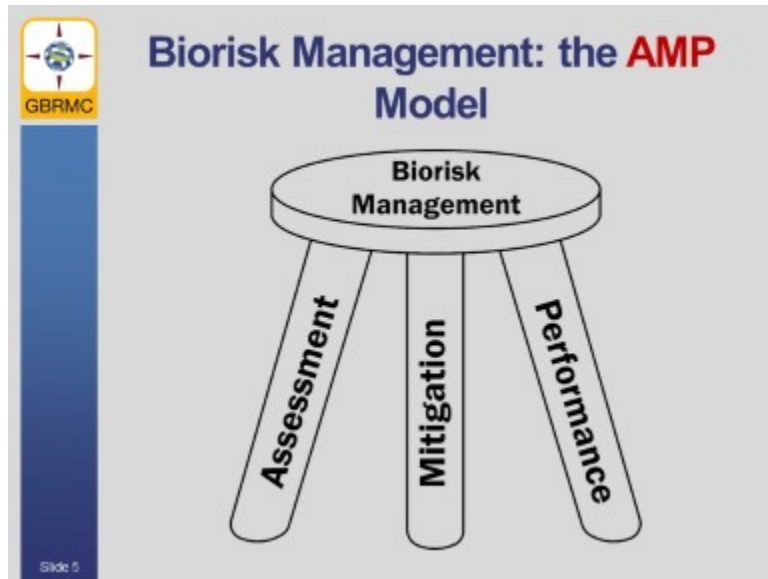 GBRMC
Biorisk Management: the AMP
Model
Biorisk
Management
Assessment
Mitigation
Performance
Slide 5